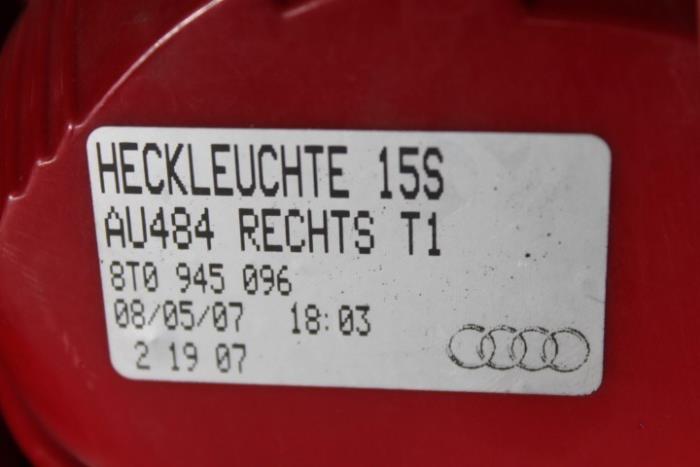 HECKLEUCHTE 15S
AU484 RECHTS T1
8T0 945 096
08/05/07 18:03
2 19 07